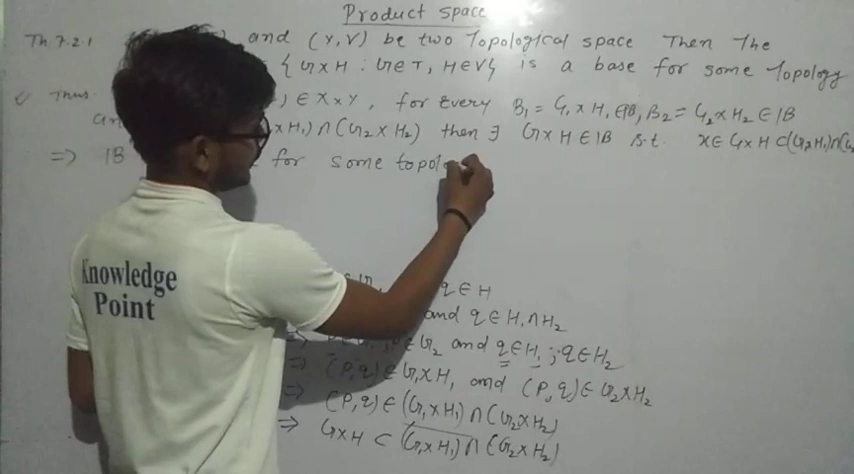 Product space
Th 7.2.1 and (Y, V) be two Topological space Then The
{ G×H : G∈T, H∈V} is a base for some Topology
Thus ) ∈ X×Y, for every B₁ = G₁×H₁∈IB, B₂ = G₂×H₂∈IB
×H₁)∩(G₂×H₂) then ∃ G×H∈IB s.t. x∈G×H⊂(G₁×H₁)∩(G₂
=> IB for some topolo
q∈H
and q∈H₁∩H₂
∈G₂ and q∈H₁ ; q∈H₂
=> (P,q)∈G₁×H₁ and (P,q)∈G₂×H₂
=> (P,q)∈(G₁×H₁)∩(G₂×H₂)
=> G×H⊂(G₁×H₁)∩(G₂×H₂)
Knowledge
Point